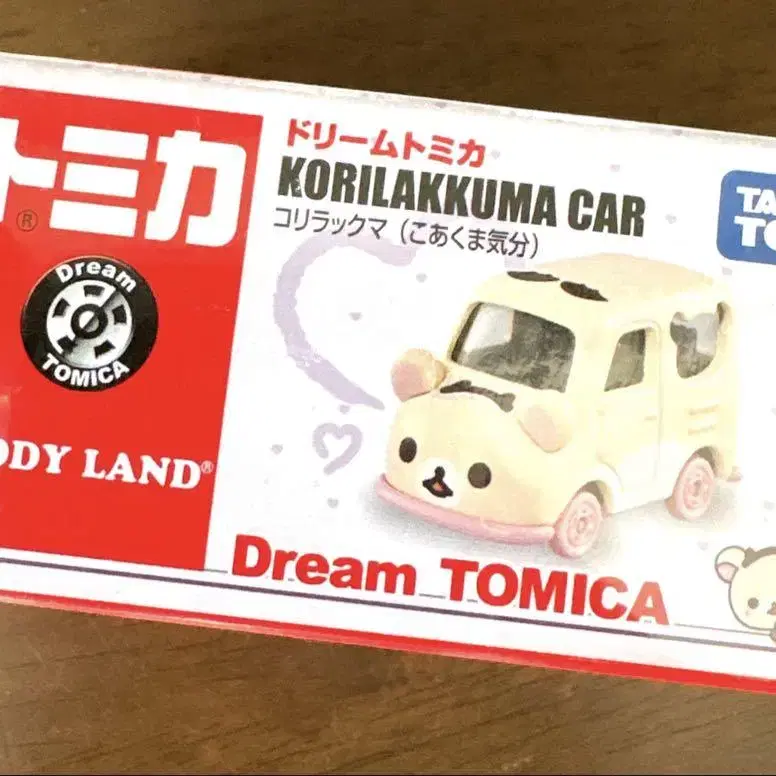 トミカ
®
Dream
TOMICA
DDY LAND®
ドリームトミカ
KORILAKKUMA CAR
コリラックマ（こあくま気分）
TA
TO
Dream TOMICA